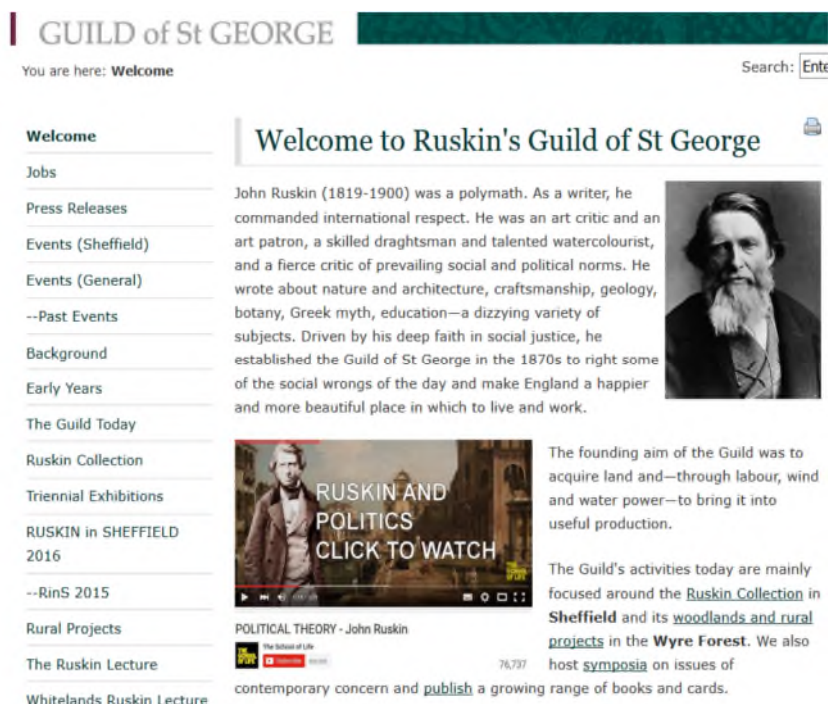 GUILD of St GEORGE
You are here: Welcome
Search: Ente
Welcome
Jobs
Press Releases
Events (Sheffield)
Events (General)
--Past Events
Background
Early Years
The Guild Today
Ruskin Collection
Triennial Exhibitions
RUSKIN in SHEFFIELD
2016
--RinS 2015
Rural Projects
The Ruskin Lecture
Whitelands Ruskin Lecture
Welcome to Ruskin's Guild of St George
John Ruskin (1819-1900) was a polymath. As a writer, he
commanded international respect. He was an art critic and an
art patron, a skilled draghtsman and talented watercolourist,
and a fierce critic of prevailing social and political norms. He
wrote about nature and architecture, craftsmanship, geology,
botany, Greek myth, education—a dizzying variety of
subjects. Driven by his deep faith in social justice, he
established the Guild of St George in the 1870s to right some
of the social wrongs of the day and make England a happier
and more beautiful place in which to live and work.
RUSKIN AND
POLITICS
CLICK TO WATCH
THE
SCHOOL
OF LIFE
POLITICAL THEORY - John Ruskin
THE
SCHOOL
OF LIFE
The School of Life
Subscribe
76,737
The founding aim of the Guild was to
acquire land and—through labour, wind
and water power—to bring it into
useful production.
The Guild's activities today are mainly
focused around the Ruskin Collection in
Sheffield and its woodlands and rural
projects in the Wyre Forest. We also
host symposia on issues of
contemporary concern and publish a growing range of books and cards.